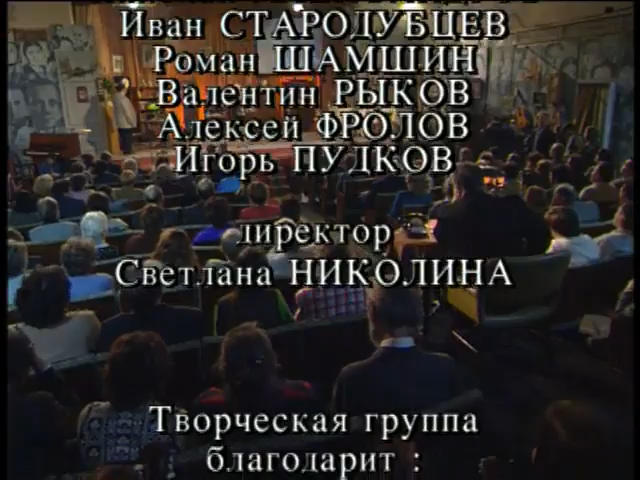 Иван СТАРОДУБЦЕВ
Роман ШАМШИН
Валентин РЫКОВ
Алексей ФРОЛОВ
Игорь ПУДКОВ
директор
Светлана НИКОЛИНА
Творческая группа
благодарит :